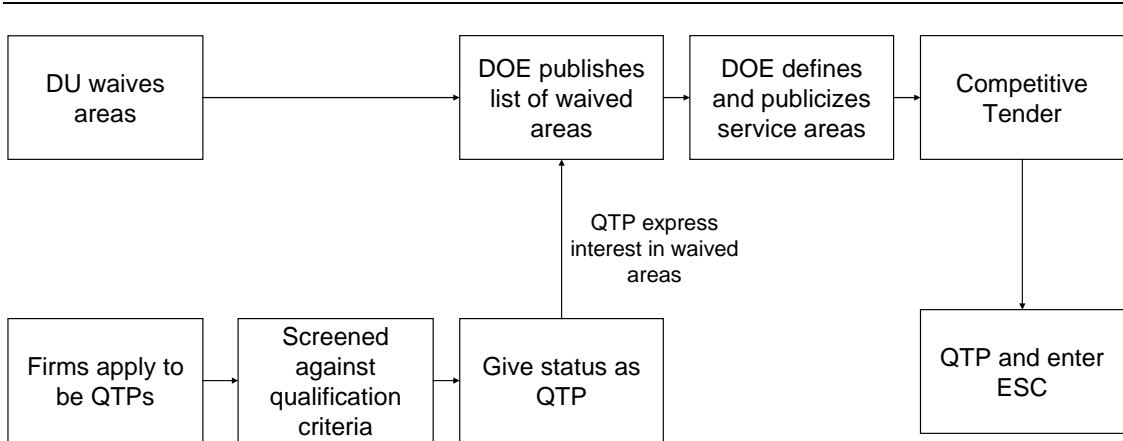 DU waives
areas
DOE publishes
list of waived
areas
DOE defines
and publicizes
service areas
Competitive
Tender
QTP express
interest in waived
areas
Firms apply to
be QTPs
Screened
against
qualification
criteria
Give status as
QTP
QTP and enter
ESC